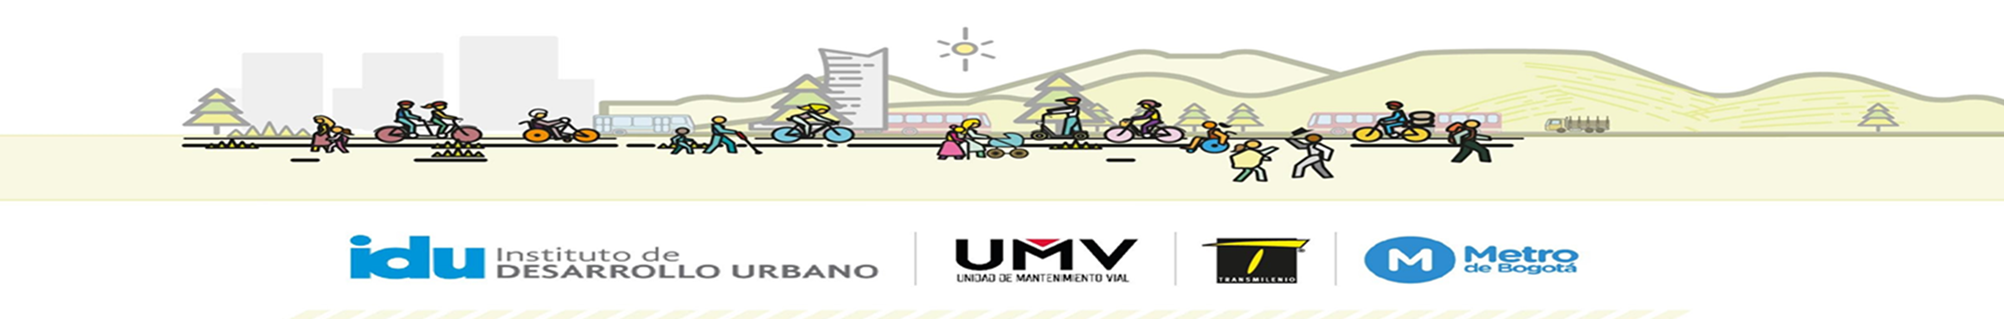 idu Instituto de
DESARROLLO URBANO
UMV
UNIDAD DE MANTENIMIENTO VIAL
T
TRANSMILENIO
M Metro
de Bogotá